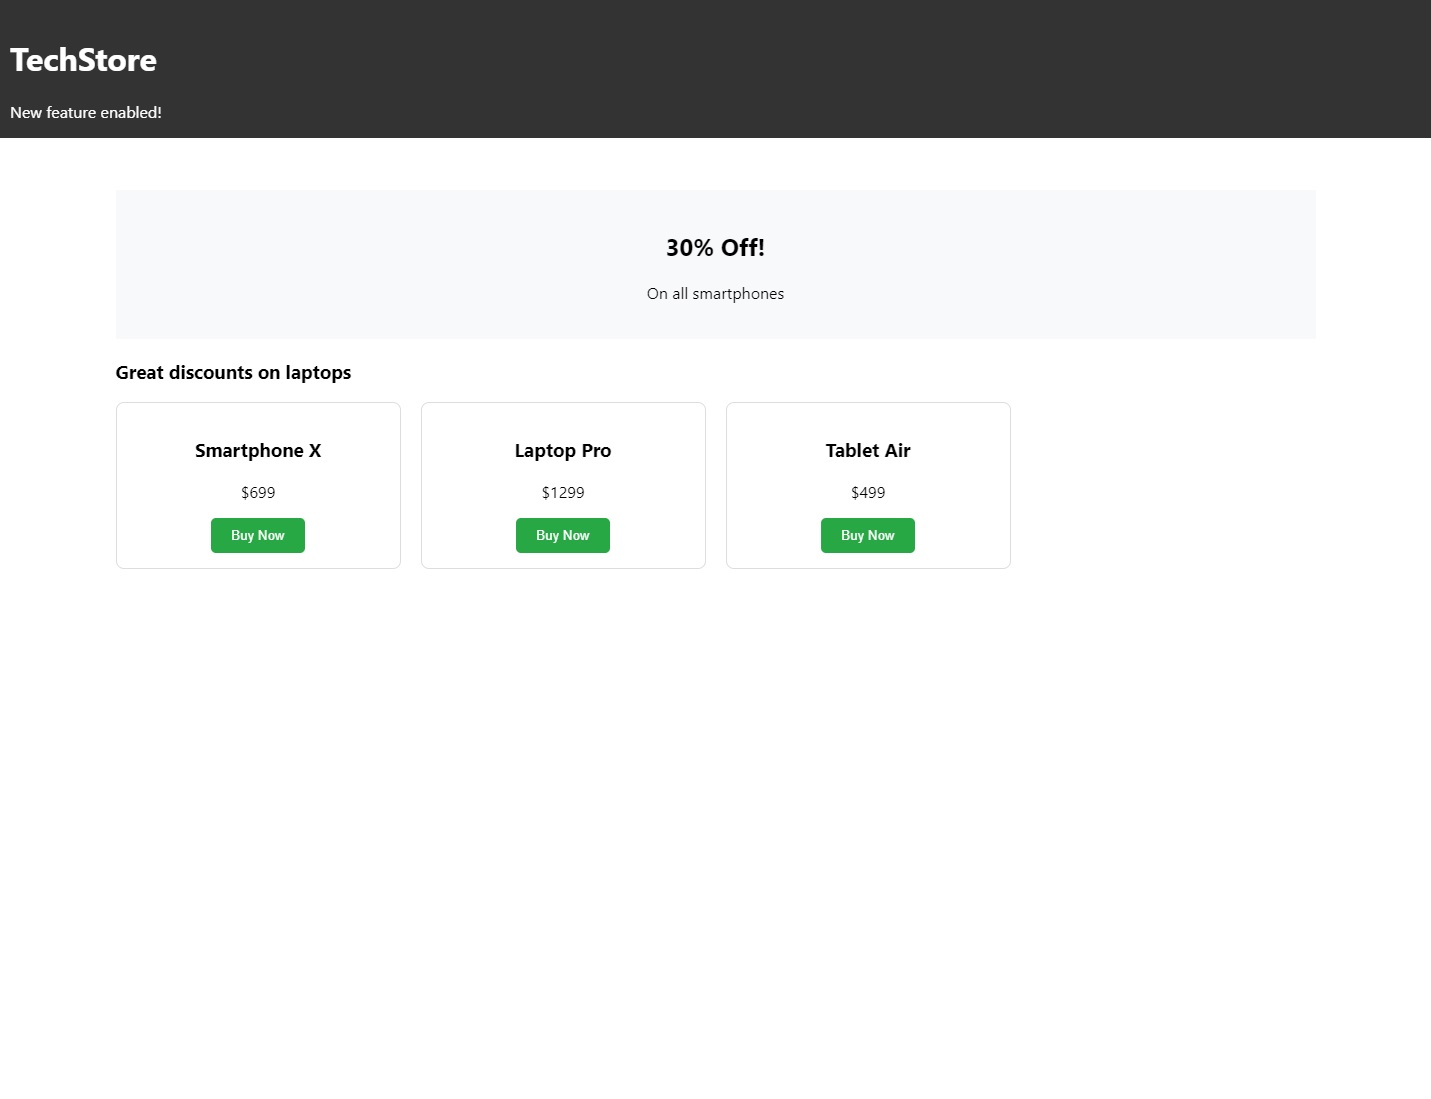 TechStore
New feature enabled!
30% Off!
On all smartphones
Great discounts on laptops
Smartphone X
$699
Buy Now
Laptop Pro
$1299
Buy Now
Tablet Air
$499
Buy Now